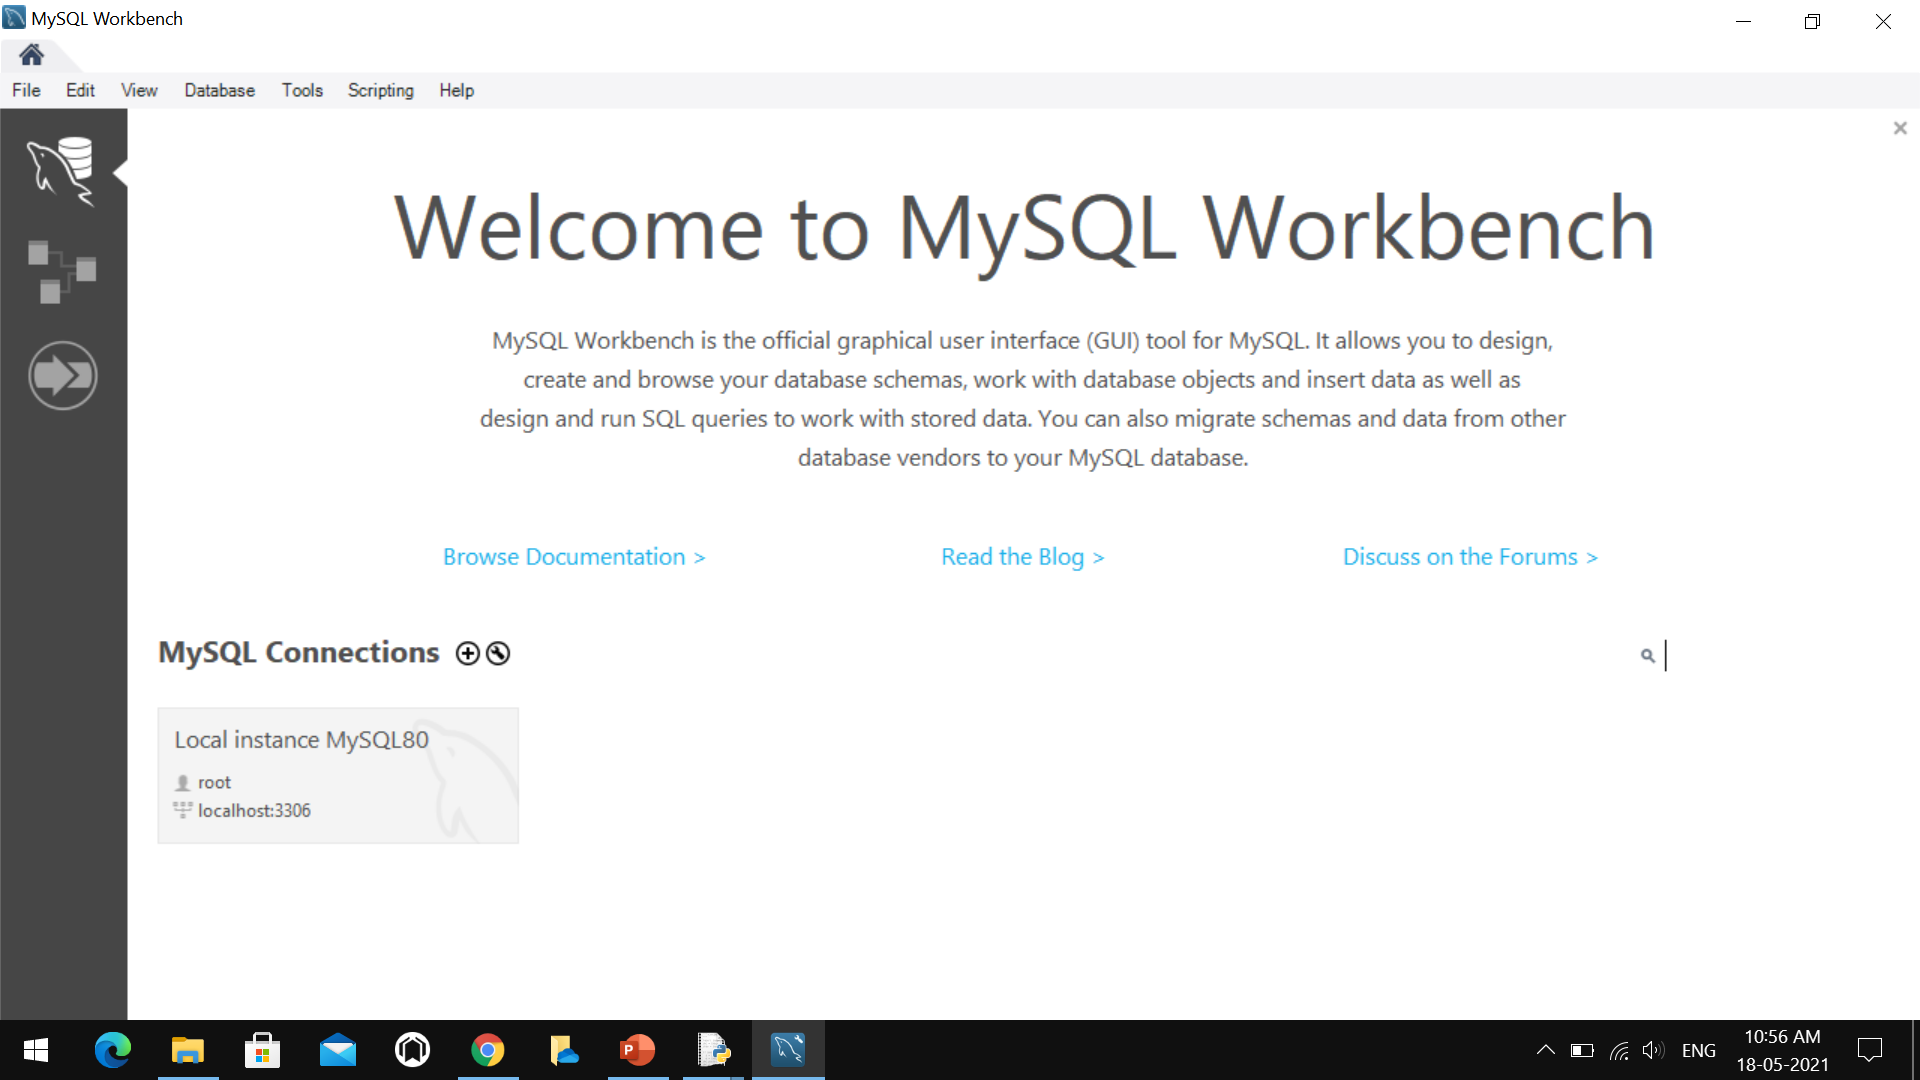 MySQL Workbench
File Edit View Database Tools Scripting Help
Welcome to MySQL Workbench
MySQL Workbench is the official graphical user interface (GUI) tool for MySQL. It allows you to design,
create and browse your database schemas, work with database objects and insert data as well as
design and run SQL queries to work with stored data. You can also migrate schemas and data from other
database vendors to your MySQL database.
Browse Documentation > Read the Blog > Discuss on the Forums >
MySQL Connections
Local instance MySQL80
root
localhost:3306
P ENG 10:56 AM
18-05-2021